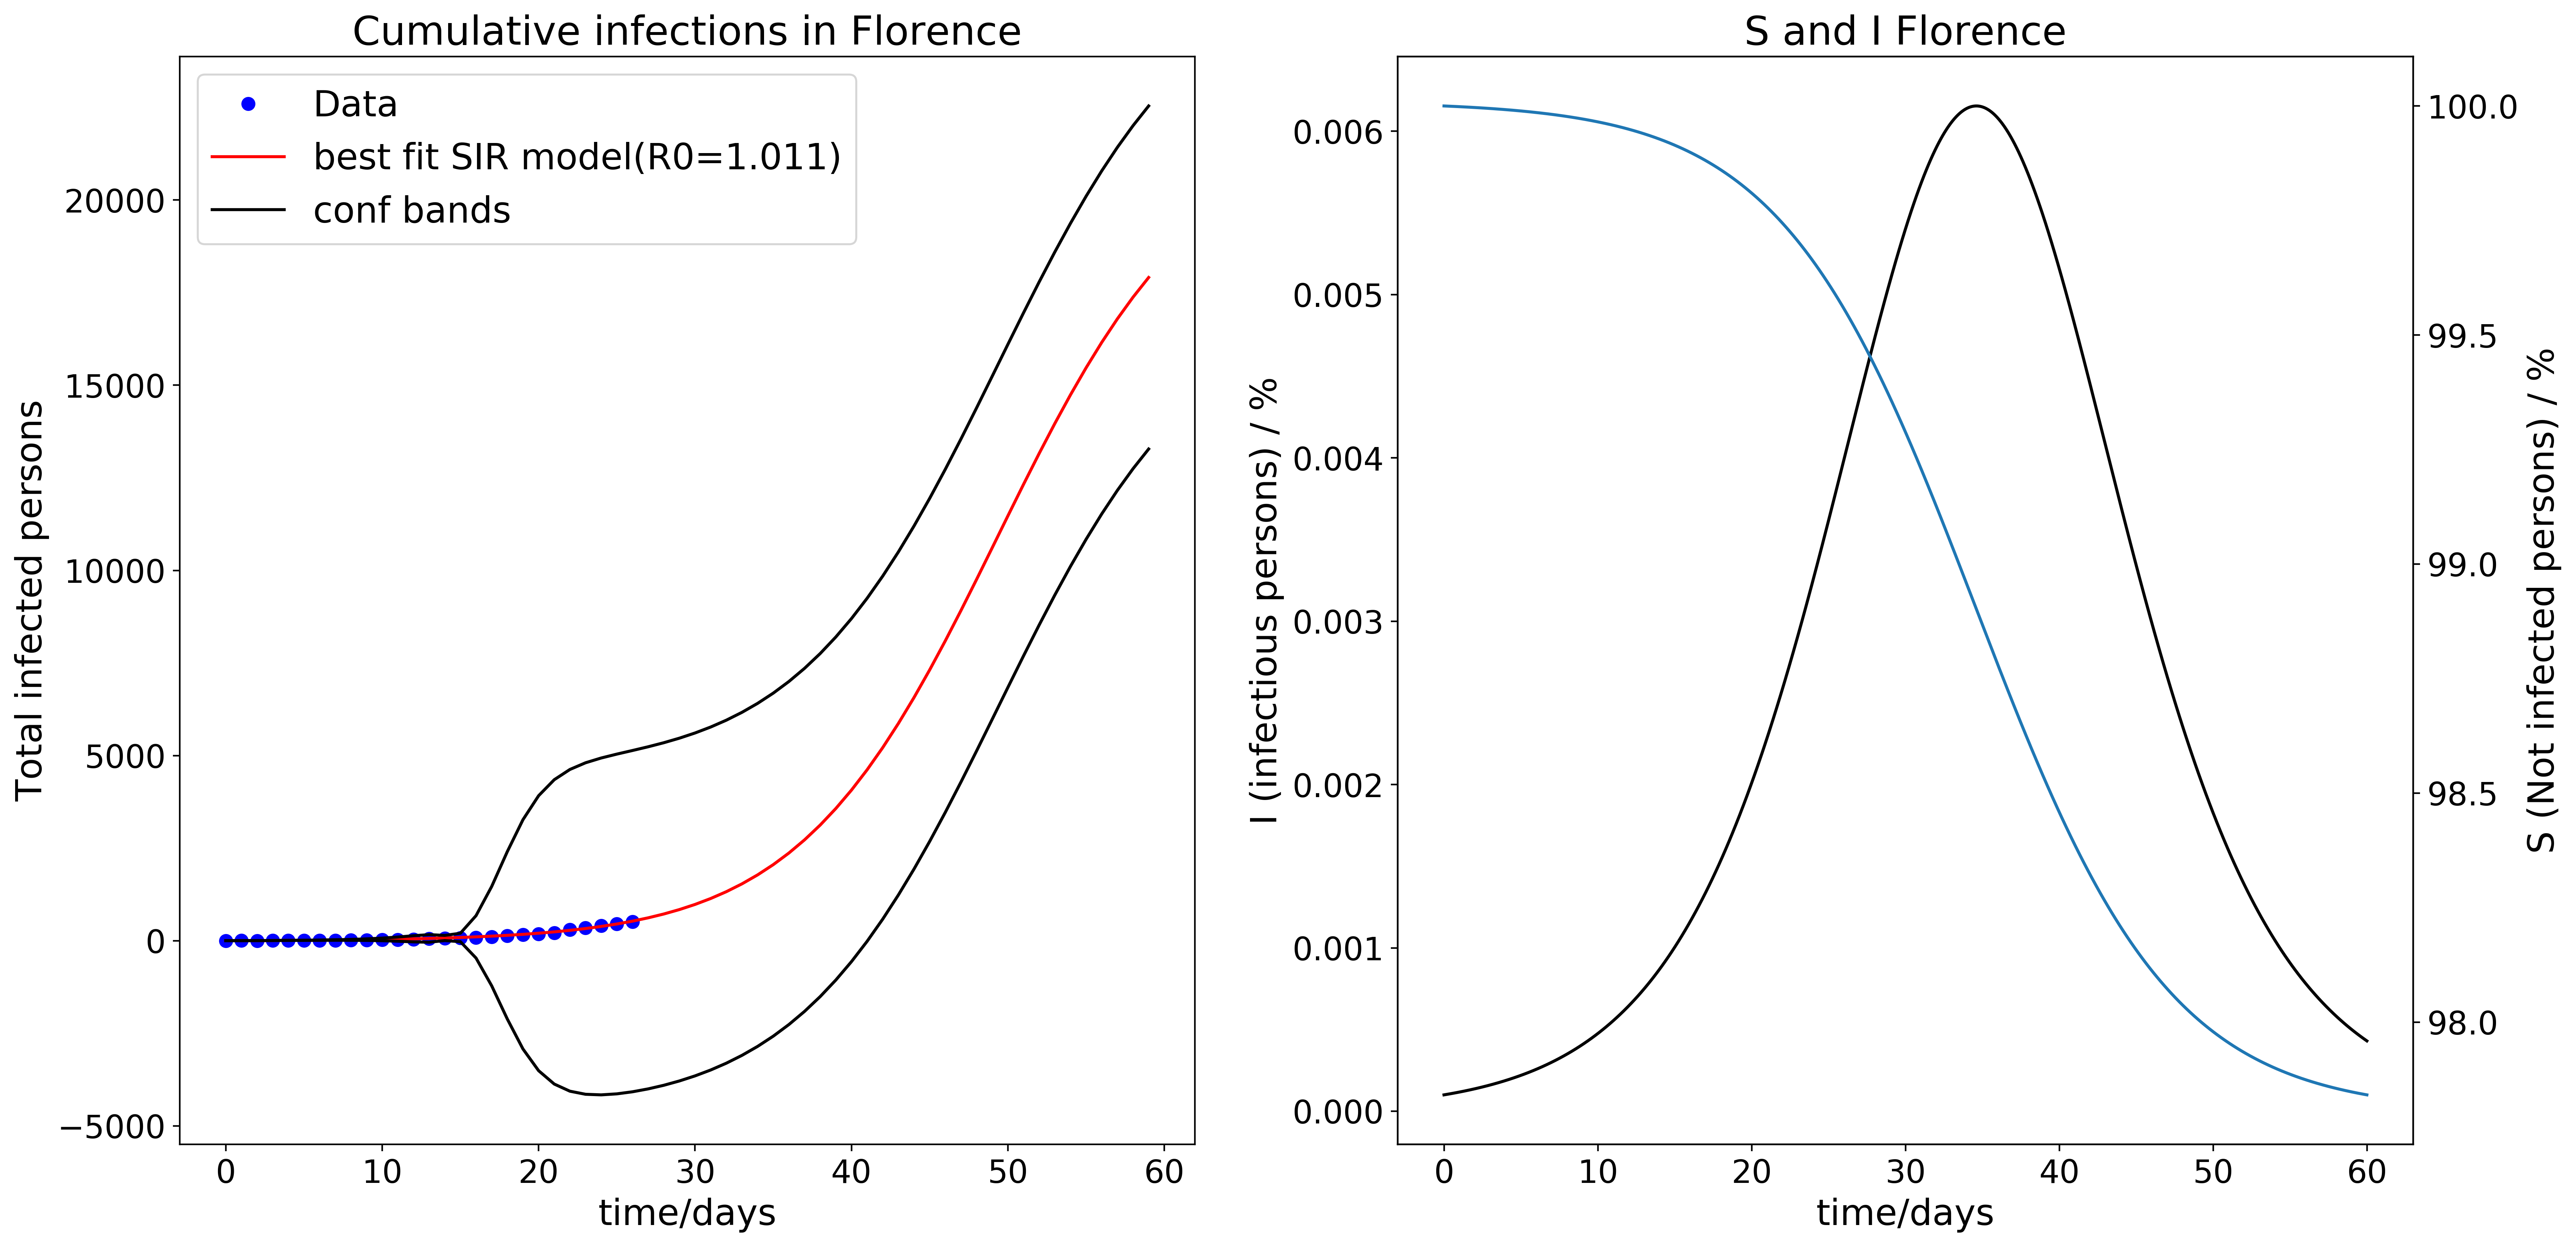 Cumulative infections in Florence
Data
best fit SIR model(R0=1.011)
conf bands
Total infected persons
20000
15000
10000
5000
0
−5000
0 10 20 30 40 50 60
time/days
S and I Florence
I (infectious persons) / %
0.006
0.005
0.004
0.003
0.002
0.001
0.000
0 10 20 30 40 50 60
time/days
100.0
99.5
99.0
98.5
98.0
S (Not infected persons) / %